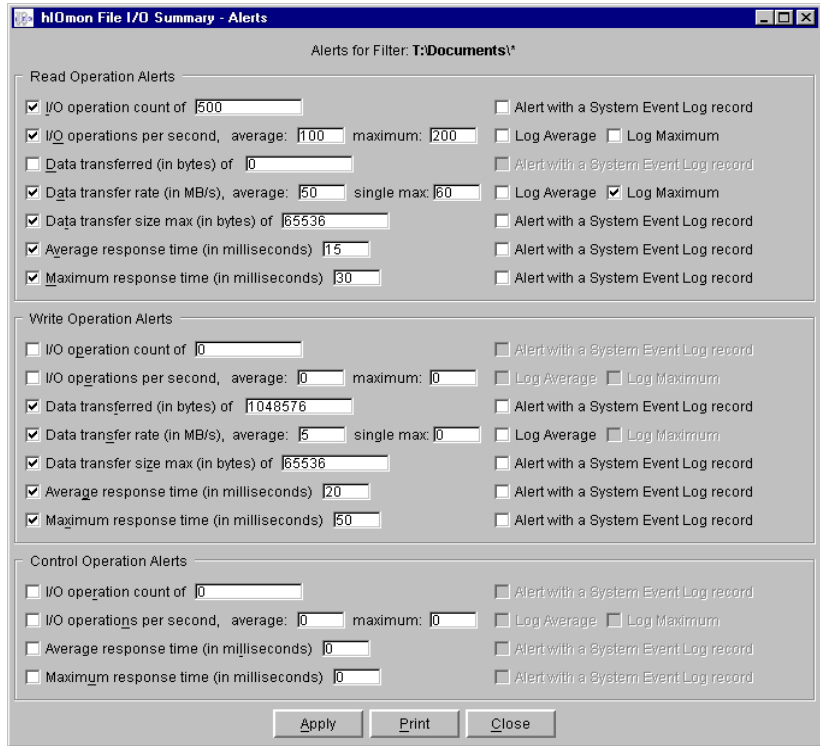 hIOmon File I/O Summary - Alerts
Alerts for Filter: T:\Documents\*
Read Operation Alerts
I/O operation count of 500 Alert with a System Event Log record
I/O operations per second, average: 100 maximum: 200 Log Average Log Maximum
Data transferred (in bytes) of 0 Alert with a System Event Log record
Data transfer rate (in MB/s), average: 50 single max: 60 Log Average Log Maximum
Data transfer size max (in bytes) of 65536 Alert with a System Event Log record
Average response time (in milliseconds) 15 Alert with a System Event Log record
Maximum response time (in milliseconds) 30 Alert with a System Event Log record
Write Operation Alerts
I/O operation count of 0 Alert with a System Event Log record
I/O operations per second, average: 0 maximum: 0 Log Average Log Maximum
Data transferred (in bytes) of 1048576 Alert with a System Event Log record
Data transfer rate (in MB/s), average: 5 single max: 0 Log Average Log Maximum
Data transfer size max (in bytes) of 65536 Alert with a System Event Log record
Average response time (in milliseconds) 20 Alert with a System Event Log record
Maximum response time (in milliseconds) 50 Alert with a System Event Log record
Control Operation Alerts
I/O operation count of 0 Alert with a System Event Log record
I/O operations per second, average: 0 maximum: 0 Log Average Log Maximum
Average response time (in milliseconds) 0 Alert with a System Event Log record
Maximum response time (in milliseconds) 0 Alert with a System Event Log record
Apply Print Close